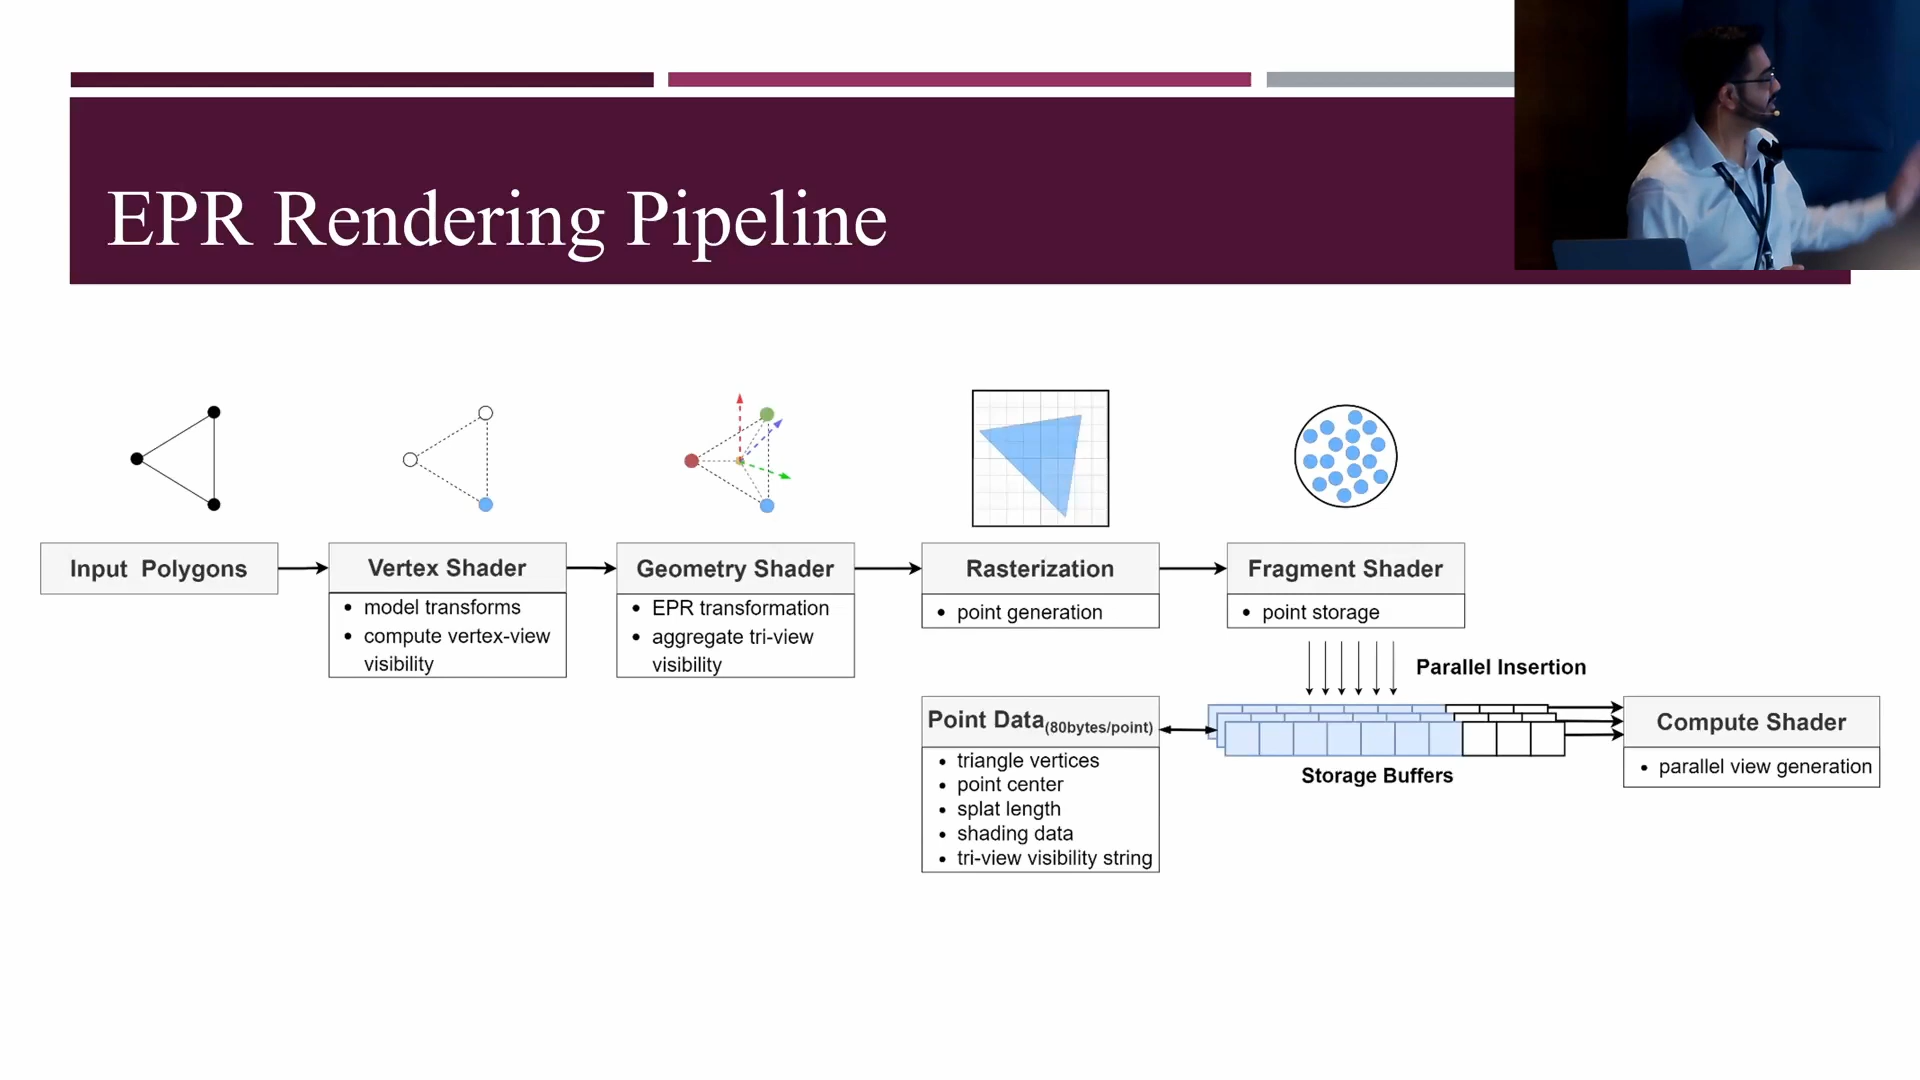 EPR Rendering Pipeline
Input Polygons
Vertex Shader
• model transforms
• compute vertex-view
visibility
Geometry Shader
• EPR transformation
• aggregate tri-view
visibility
Rasterization
• point generation
Fragment Shader
• point storage
Parallel Insertion
Point Data(80bytes/point)
• triangle vertices
• point center
• splat length
• shading data
• tri-view visibility string
Storage Buffers
Compute Shader
• parallel view generation